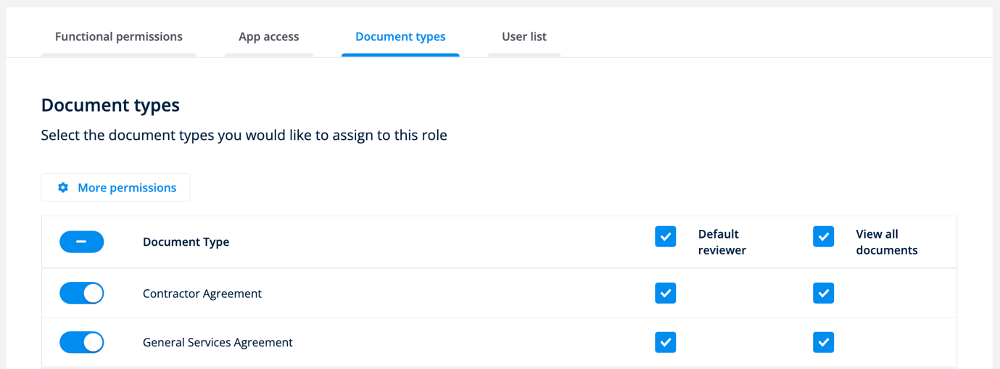 Functional permissions
App access
Document types
User list
Document types
Select the document types you would like to assign to this role
More permissions
Document Type
Default
reviewer
View all
documents
Contractor Agreement
General Services Agreement